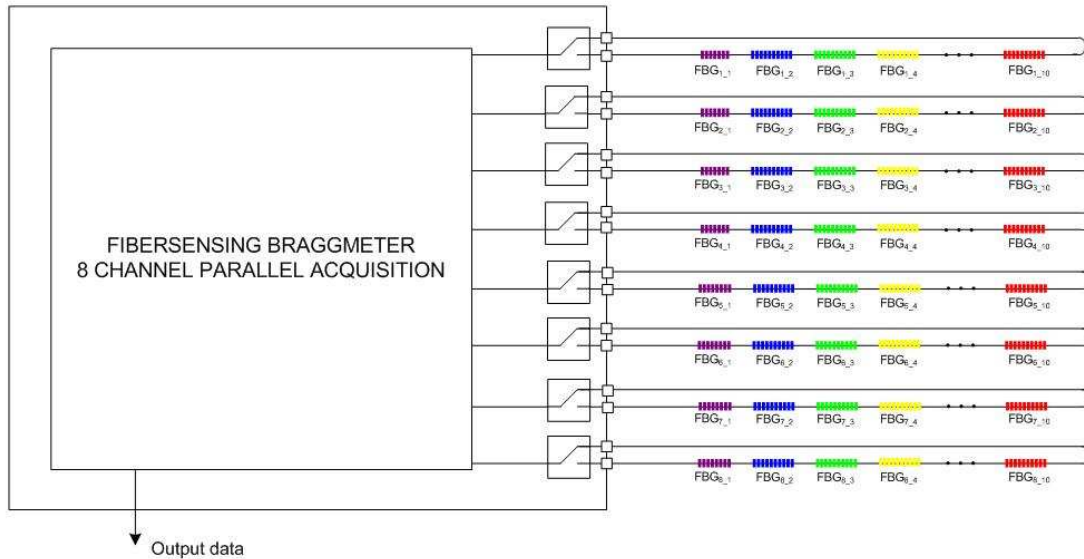 FBG1_1 FBG1_2 FBG1_3 FBG1_4 FBG1_10
FBG2_1 FBG2_2 FBG2_3 FBG2_4 FBG2_10
FBG3_1 FBG3_2 FBG3_3 FBG3_4 FBG3_10
FBG4_1 FBG4_2 FBG4_3 FBG4_4 FBG4_10
FIBERSENSING BRAGGMETER
8 CHANNEL PARALLEL ACQUISITION
FBG5_1 FBG5_2 FBG5_3 FBG5_4 FBG5_10
FBG6_1 FBG6_2 FBG6_3 FBG6_4 FBG6_10
FBG7_1 FBG7_2 FBG7_3 FBG7_4 FBG7_10
FBG8_1 FBG8_2 FBG8_3 FBG8_4 FBG8_10
Output data